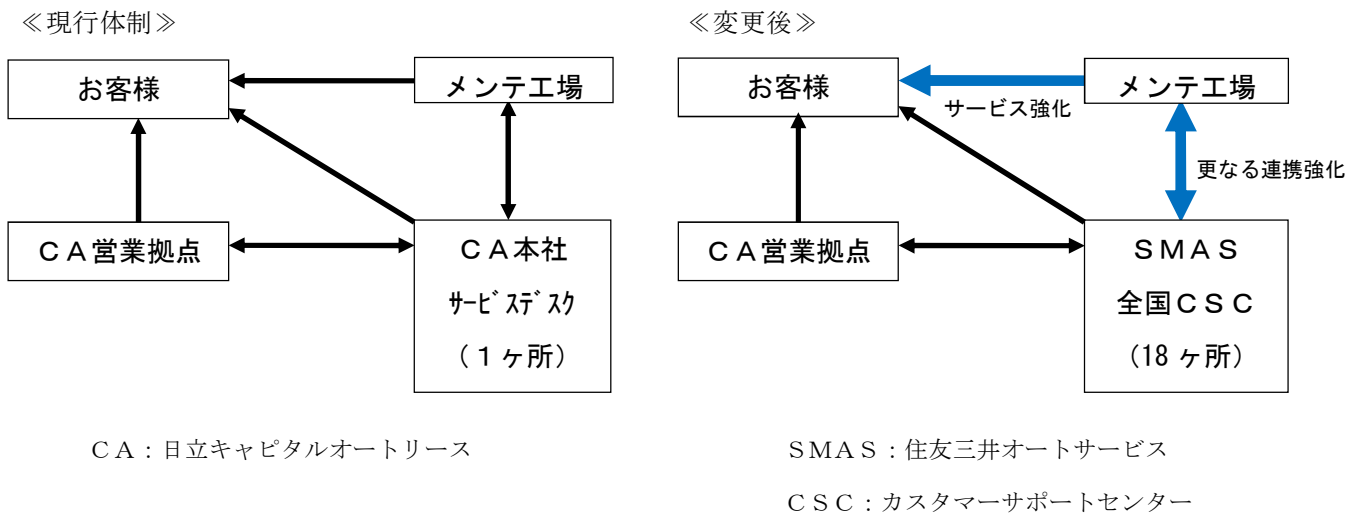 ≪現行体制≫
お客様
メンテ工場
ＣＡ営業拠点
ＣＡ本社
ｻｰﾋﾞｽﾃﾞｽｸ
（１ヶ所）
ＣＡ：日立キャピタルオートリース
≪変更後≫
お客様
メンテ工場
サービス強化
更なる連携強化
ＣＡ営業拠点
ＳＭＡＳ
全国ＣＳＣ
（18 ヶ所）
ＳＭＡＳ：住友三井オートサービス
ＣＳＣ：カスタマーサポートセンター